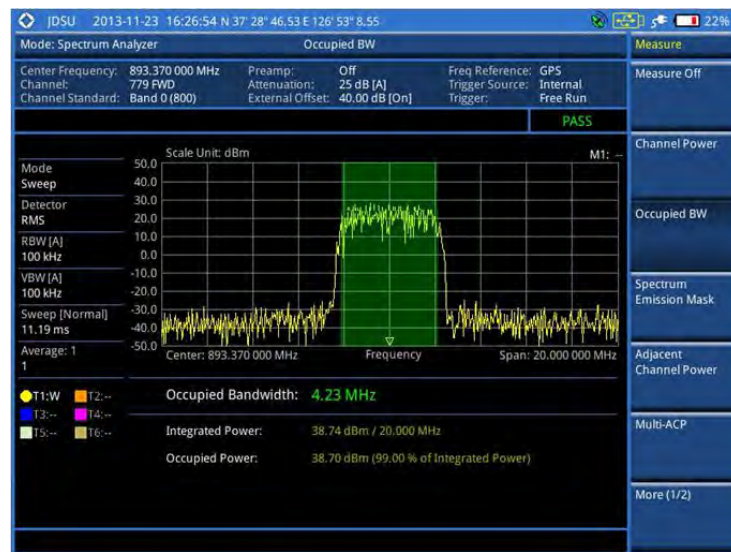 JDSU 2013-11-23 16:26:54 N 37' 28" 46.53 E 126' 53" 8.55 22%
Mode: Spectrum Analyzer Occupied BW Measure
Center Frequency: 893.370 000 MHz Preamp: Off Freq Reference: GPS
Channel: 779 FWD Attenuation: 25 dB [A] Trigger Source: Internal
Channel Standard: Band 0 (800) External Offset: 40.00 dB [On] Trigger: Free Run
PASS
Measure Off
Channel Power
Occupied BW
Spectrum
Emission Mask
Adjacent
Channel Power
Multi-ACP
More (1/2)
Mode
Sweep
Detector
RMS
RBW [A]
100 kHz
VBW [A]
100 kHz
Sweep [Normal]
11.19 ms
Average: 1
1
T1:W T2:--
T3:-- T4:--
T5:-- T6:--
Scale Unit: dBm M1: --
50.0
40.0
30.0
20.0
10.0
0.0
-10.0
-20.0
-30.0
-40.0
-50.0
Center: 893.370 000 MHz Frequency Span: 20.000 000 MHz
Occupied Bandwidth: 4.23 MHz
Integrated Power: 38.74 dBm / 20.000 MHz
Occupied Power: 38.70 dBm (99.00 % of Integrated Power)